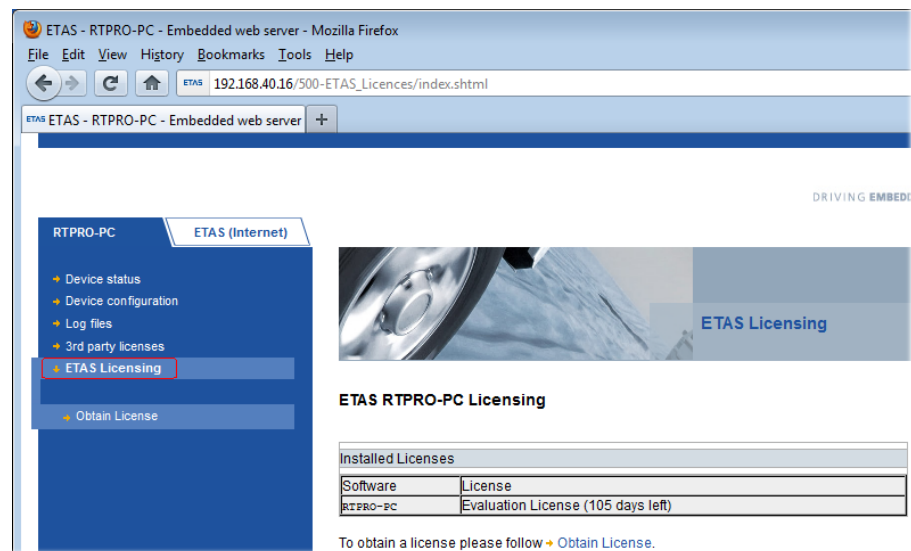 ETAS - RTPRO-PC - Embedded web server - Mozilla Firefox
File Edit View History Bookmarks Tools Help
ETAS 192.168.40.16/500-ETAS_Licences/index.shtml
ETAS ETAS - RTPRO-PC - Embedded web server +
DRIVING EMBEDD
RTPRO-PC ETAS (Internet)
Device status
Device configuration
Log files
3rd party licenses
ETAS Licensing
Obtain License
ETAS Licensing
ETAS RTPRO-PC Licensing
Installed Licenses
Software License
RTPRO-PC Evaluation License (105 days left)
To obtain a license please follow Obtain License.